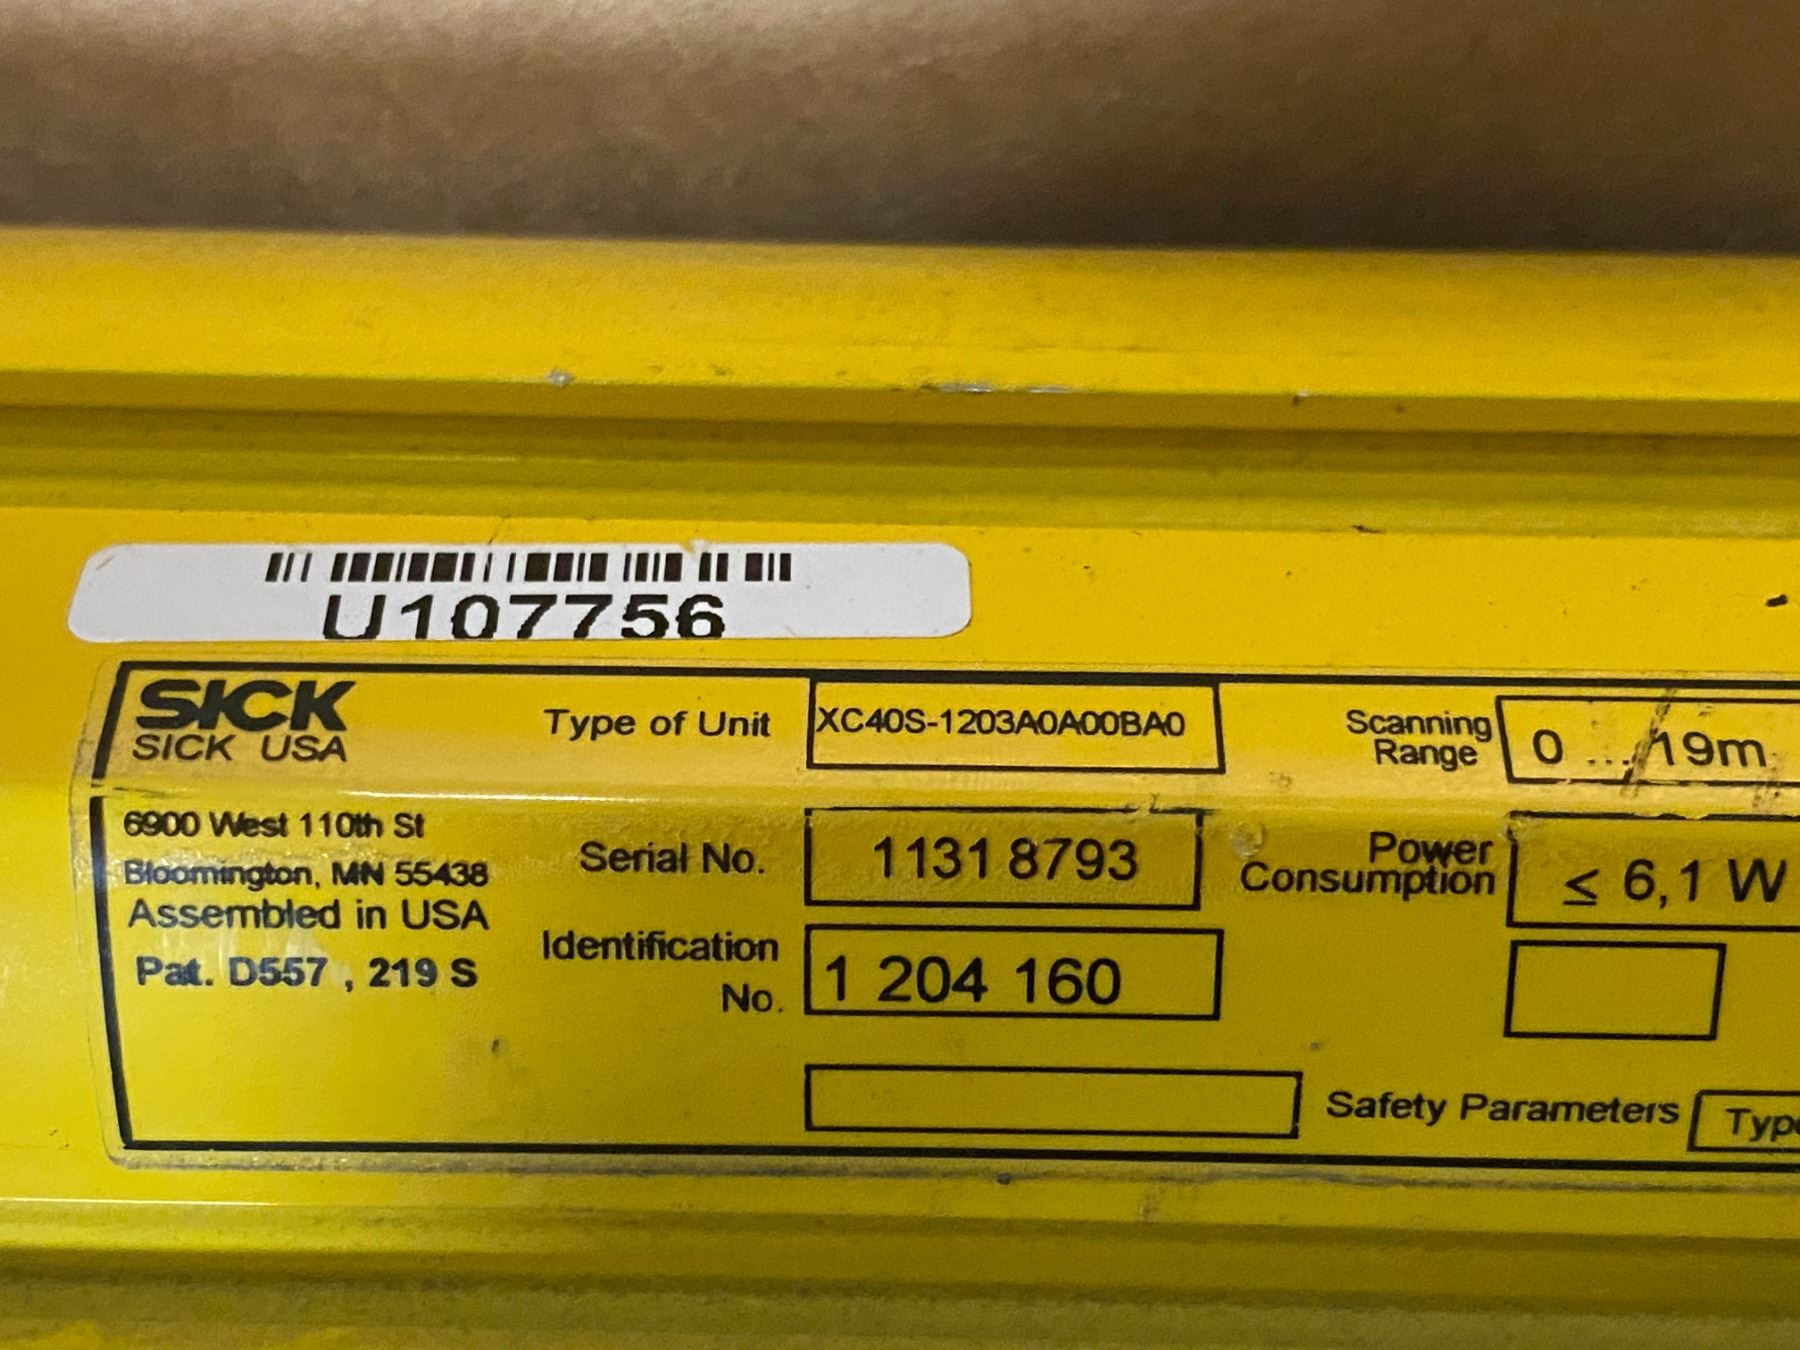 U107756
SICK
SICK USA
6900 West 110th St
Bloomington, MN 55438
Assembled in USA
Pat. D557 , 219 S
Type of Unit XC40S-1203A0A00BA0
Serial No. 1131 8793
Identification No. 1 204 160
Scanning Range 0 ... 19m
Power Consumption ≤ 6,1 W
Safety Parameters